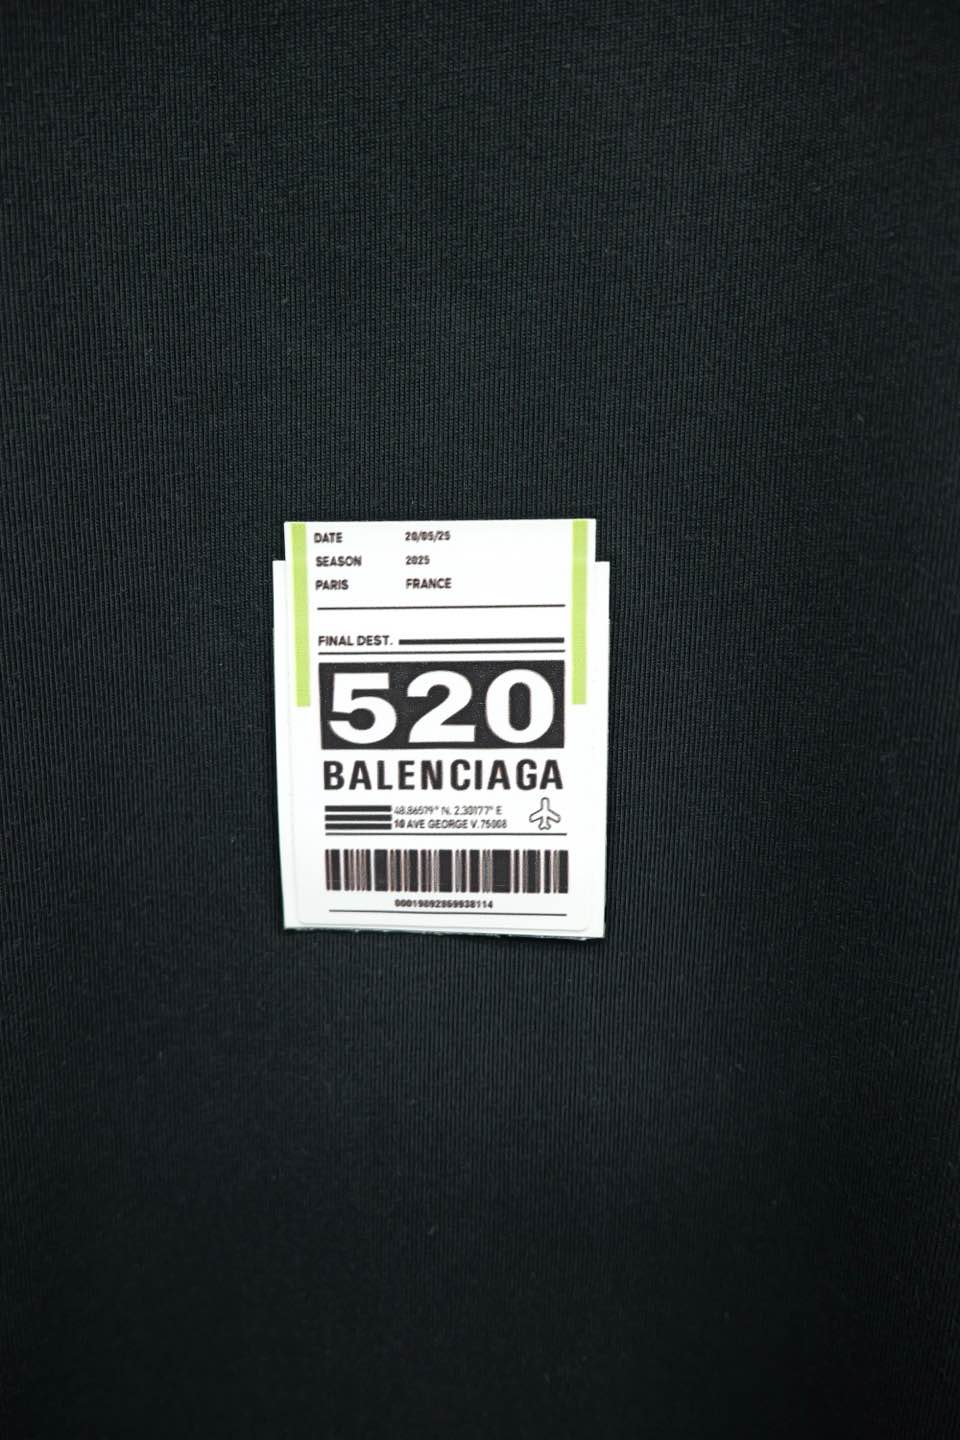 DATE 20/05/25
SEASON 2025
PARIS FRANCE
FINAL DEST.
520
BALENCIAGA
48.86579° N, 2.30177° E
10 AVE GEORGE V. 75008
00019892869938114